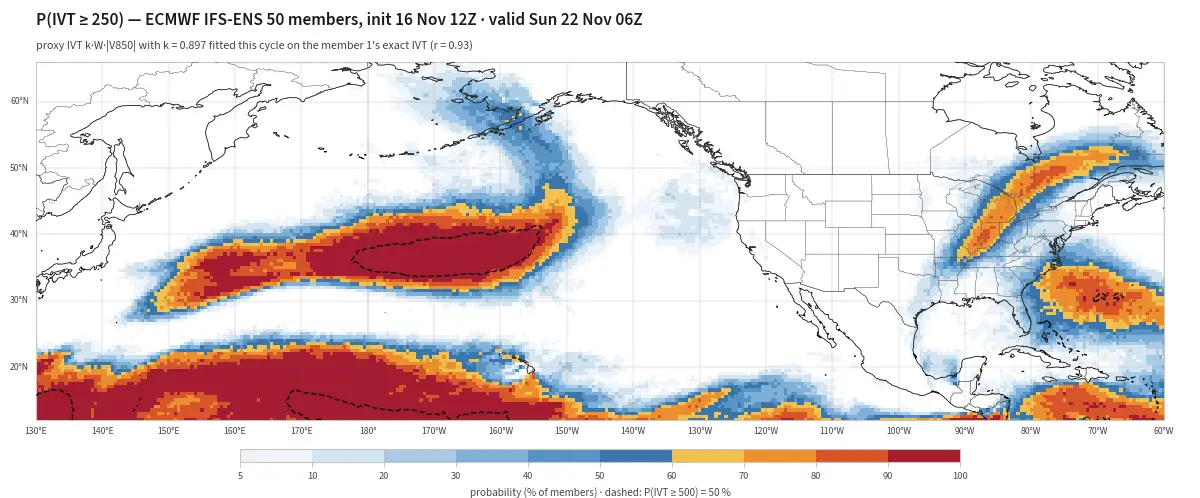 P(IVT ≥ 250) — ECMWF IFS-ENS 50 members, init 16 Nov 12Z · valid Sun 22 Nov 06Z
proxy IVT k·W·|V850| with k = 0.897 fitted this cycle on the member 1's exact IVT (r = 0.93)
60°N
50°N
40°N
30°N
20°N
130°E 140°E 150°E 160°E 170°E 180° 170°W 160°W 150°W 140°W 130°W 120°W 110°W 100°W 90°W 80°W 70°W 60°W
5 10 20 30 40 50 60 70 80 90 100
probability (% of members) · dashed: P(IVT ≥ 500) = 50 %